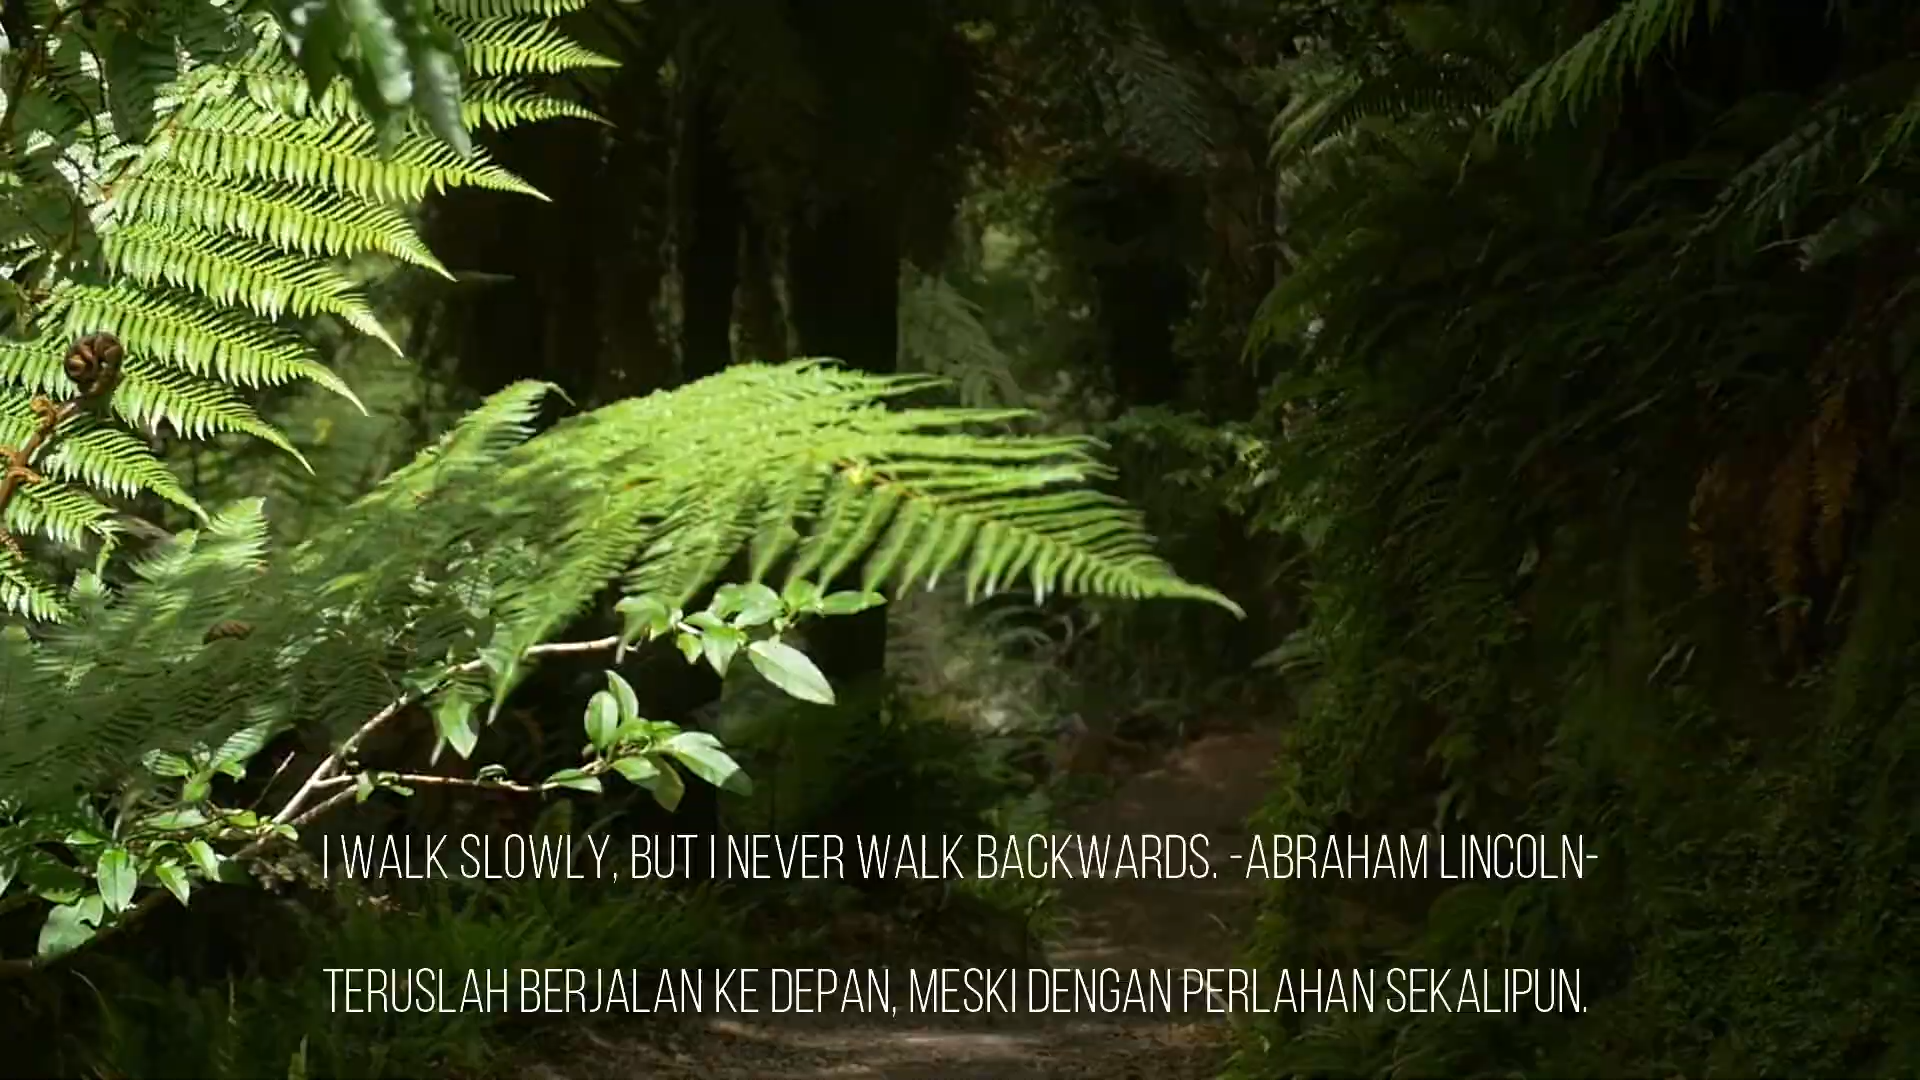 I WALK SLOWLY, BUT I NEVER WALK BACKWARDS. -ABRAHAM LINCOLN-
TERUSLAH BERJALAN KE DEPAN, MESKI DENGAN PERLAHAN SEKALIPUN.